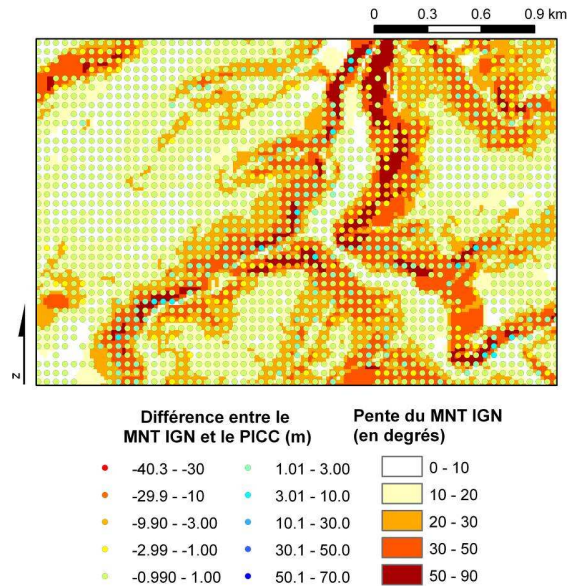 0 0.3 0.6 0.9 km
z
Différence entre le
MNT IGN et le PICC (m)
-40.3 - -30
-29.9 - -10
-9.90 - -3.00
-2.99 - -1.00
-0.990 - 1.00
1.01 - 3.00
3.01 - 10.0
10.1 - 30.0
30.1 - 50.0
50.1 - 70.0
Pente du MNT IGN
(en degrés)
0 - 10
10 - 20
20 - 30
30 - 50
50 - 90